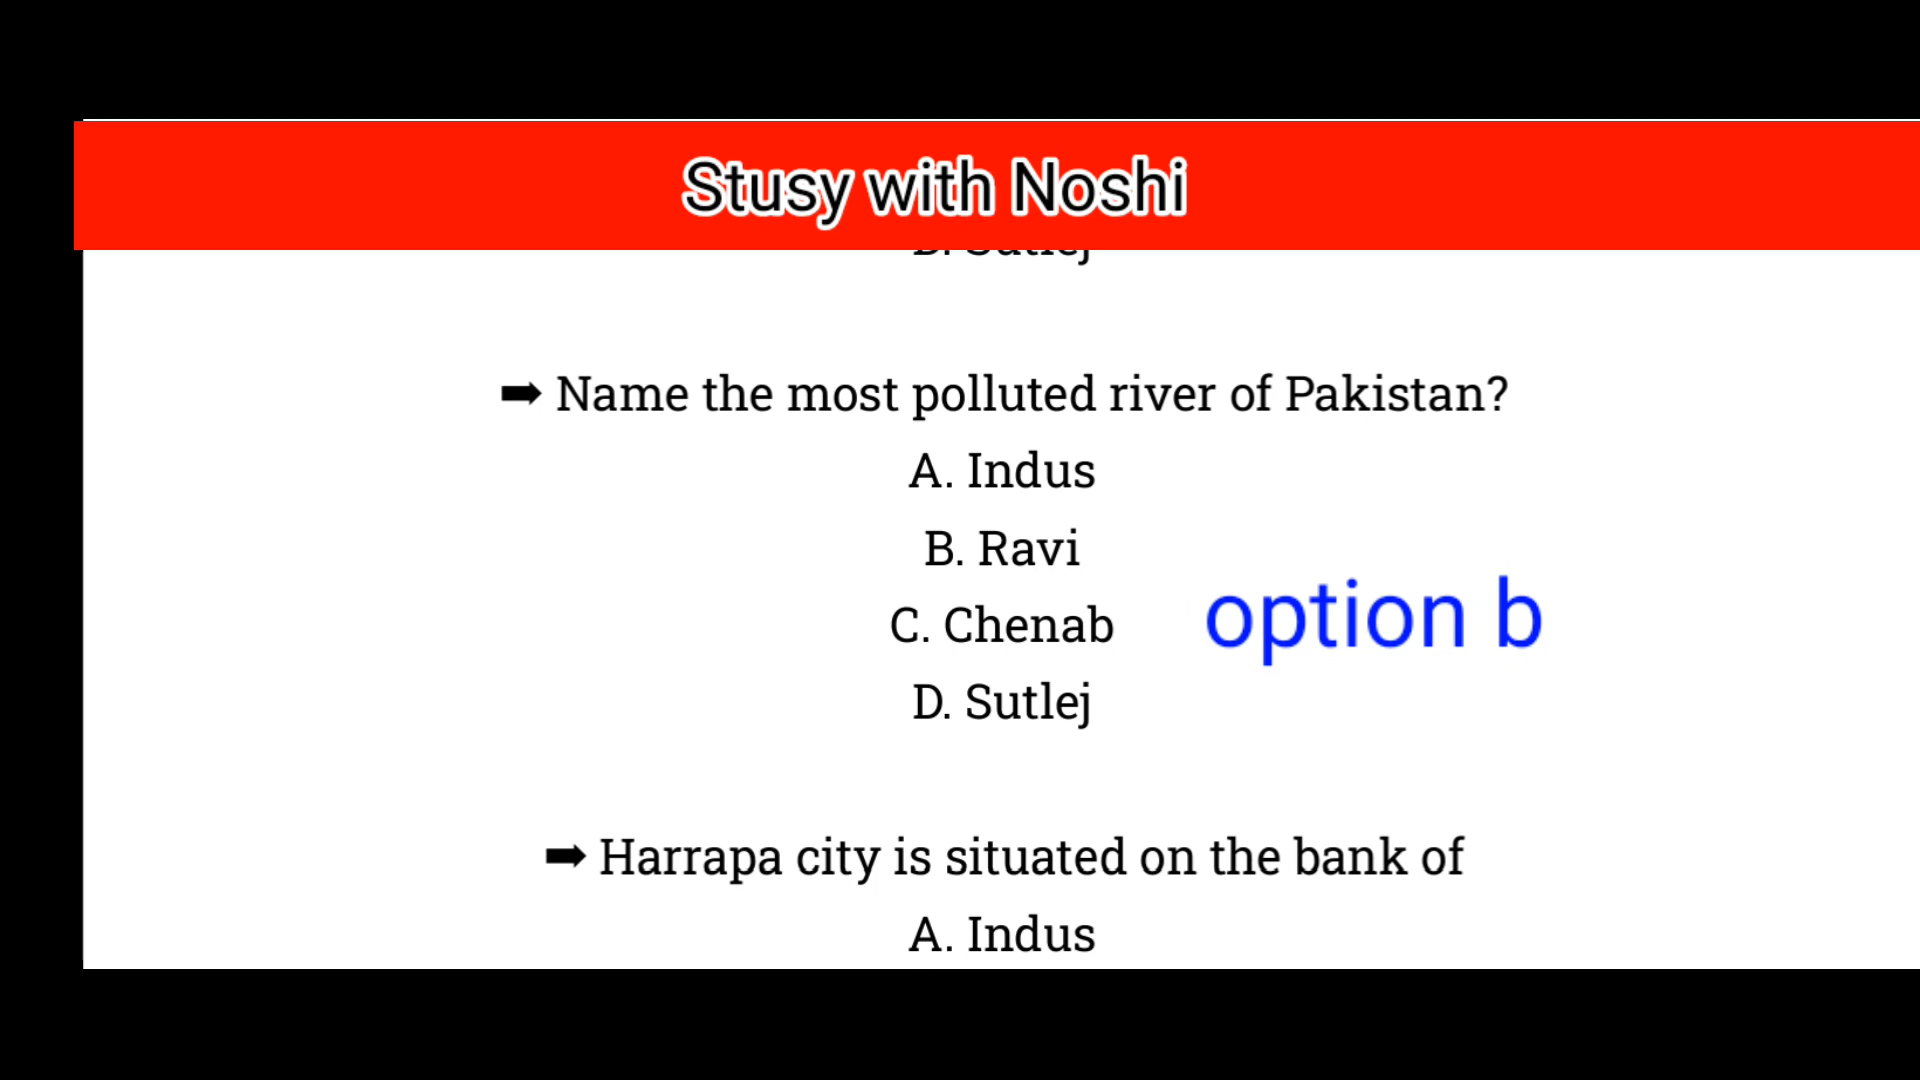 Stusy with Noshi
D. Sutlej
➡ Name the most polluted river of Pakistan?
A. Indus
B. Ravi
C. Chenab
option b
D. Sutlej
➡ Harrapa city is situated on the bank of
A. Indus